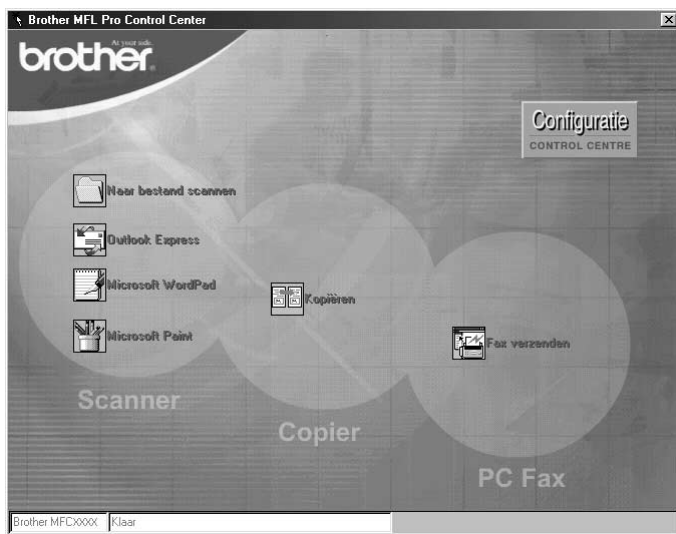 Brother MFL Pro Control Center
At your side.
brother
Configuratie
CONTROL CENTRE
Naar bestand scannen
Outlook Express
Microsoft WordPad
Microsoft Paint
Kopiëren
Fax verzenden
Scanner
Copier
PC Fax
Brother MFCXXXX
Klaar